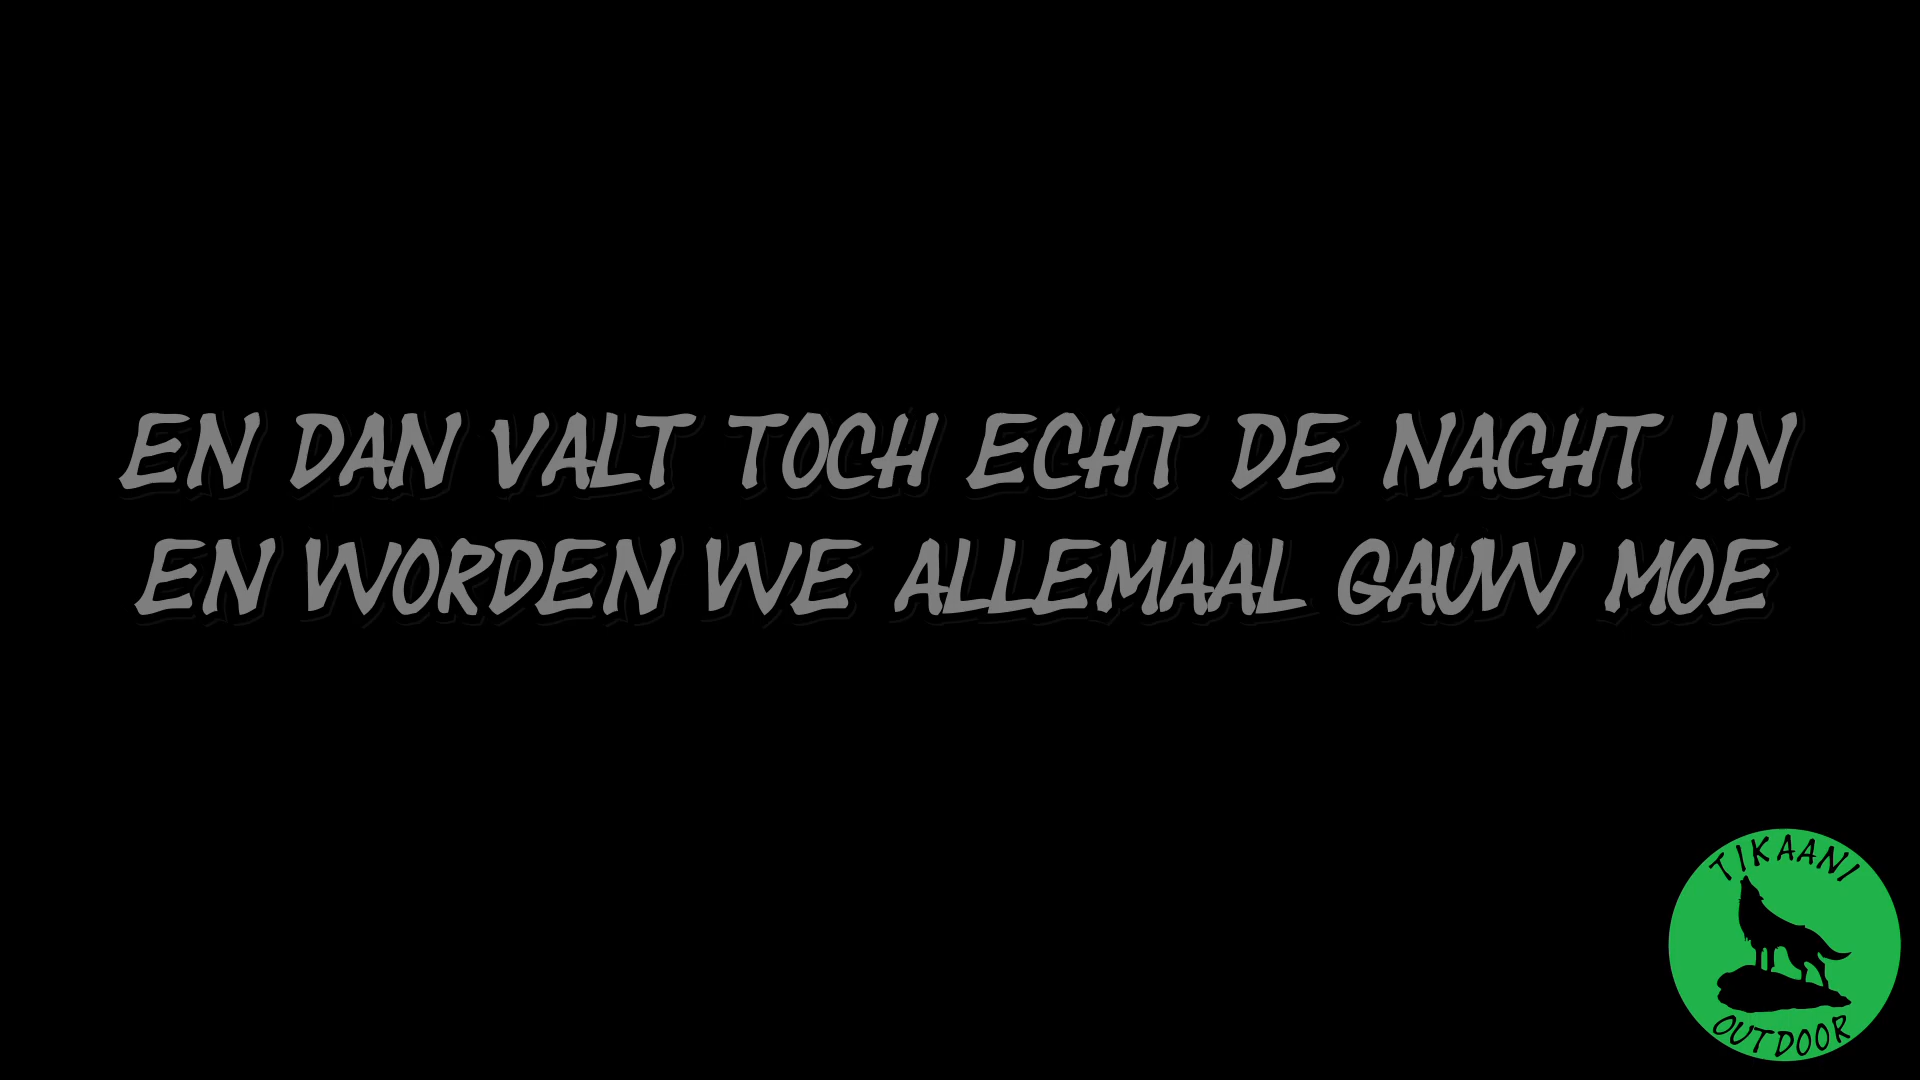 EN DAN VALT TOCH ECHT DE NACHT IN
EN WORDEN WE ALLEMAAL GAUW MOE
TIKAANI
OUTDOOR